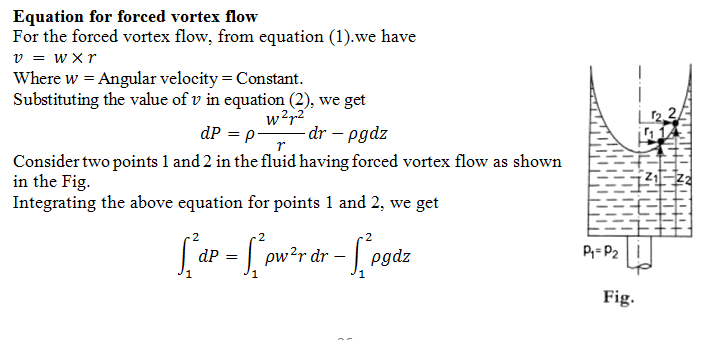 Equation for forced vortex flow
For the forced vortex flow, from equation (1).we have
v = w × r
Where w = Angular velocity = Constant.
Substituting the value of v in equation (2), we get
dP = ρ w²r²/r dr − ρgdz
Consider two points 1 and 2 in the fluid having forced vortex flow as shown
in the Fig.
Integrating the above equation for points 1 and 2, we get
∫₁² dP = ∫₁² ρw²r dr − ∫₁² ρgdz
r₂ 2
r₁ 1
Z₁ Z₂
P₁=P₂
Fig.